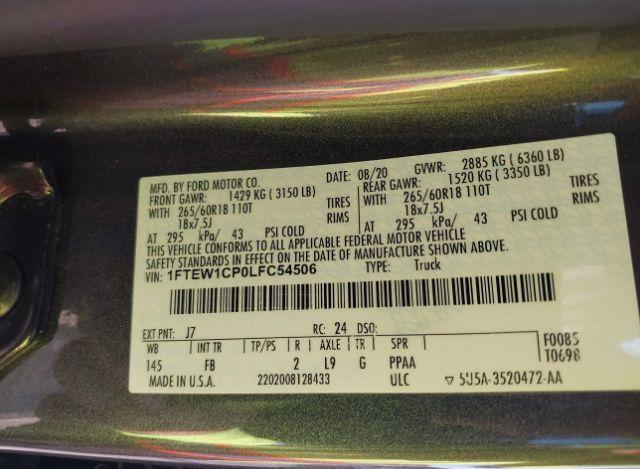 MFD. BY FORD MOTOR CO. DATE: 08/20 GVWR: 2885 KG ( 6360 LB)
FRONT GAWR: 1429 KG ( 3150 LB) REAR GAWR: 1520 KG ( 3350 LB)
WITH 265/60R18 110T TIRES WITH 265/60R18 110T TIRES
18x7.5J RIMS 18x7.5J RIMS
AT 295 kPa/ 43 PSI COLD AT 295 kPa/ 43 PSI COLD
THIS VEHICLE CONFORMS TO ALL APPLICABLE FEDERAL MOTOR VEHICLE
SAFETY STANDARDS IN EFFECT ON THE DATE OF MANUFACTURE SHOWN ABOVE.
VIN: 1FTEW1CP0LFC54506 TYPE: Truck
EXT PNT: J7 RC: 24 DSO:
WB INT TR TP/PS R AXLE TR SPR F0085
145 FB 2 L9 G PPAA T0698
MADE IN U.S.A. 2202008128433 ULC 5U5A-3520472-AA